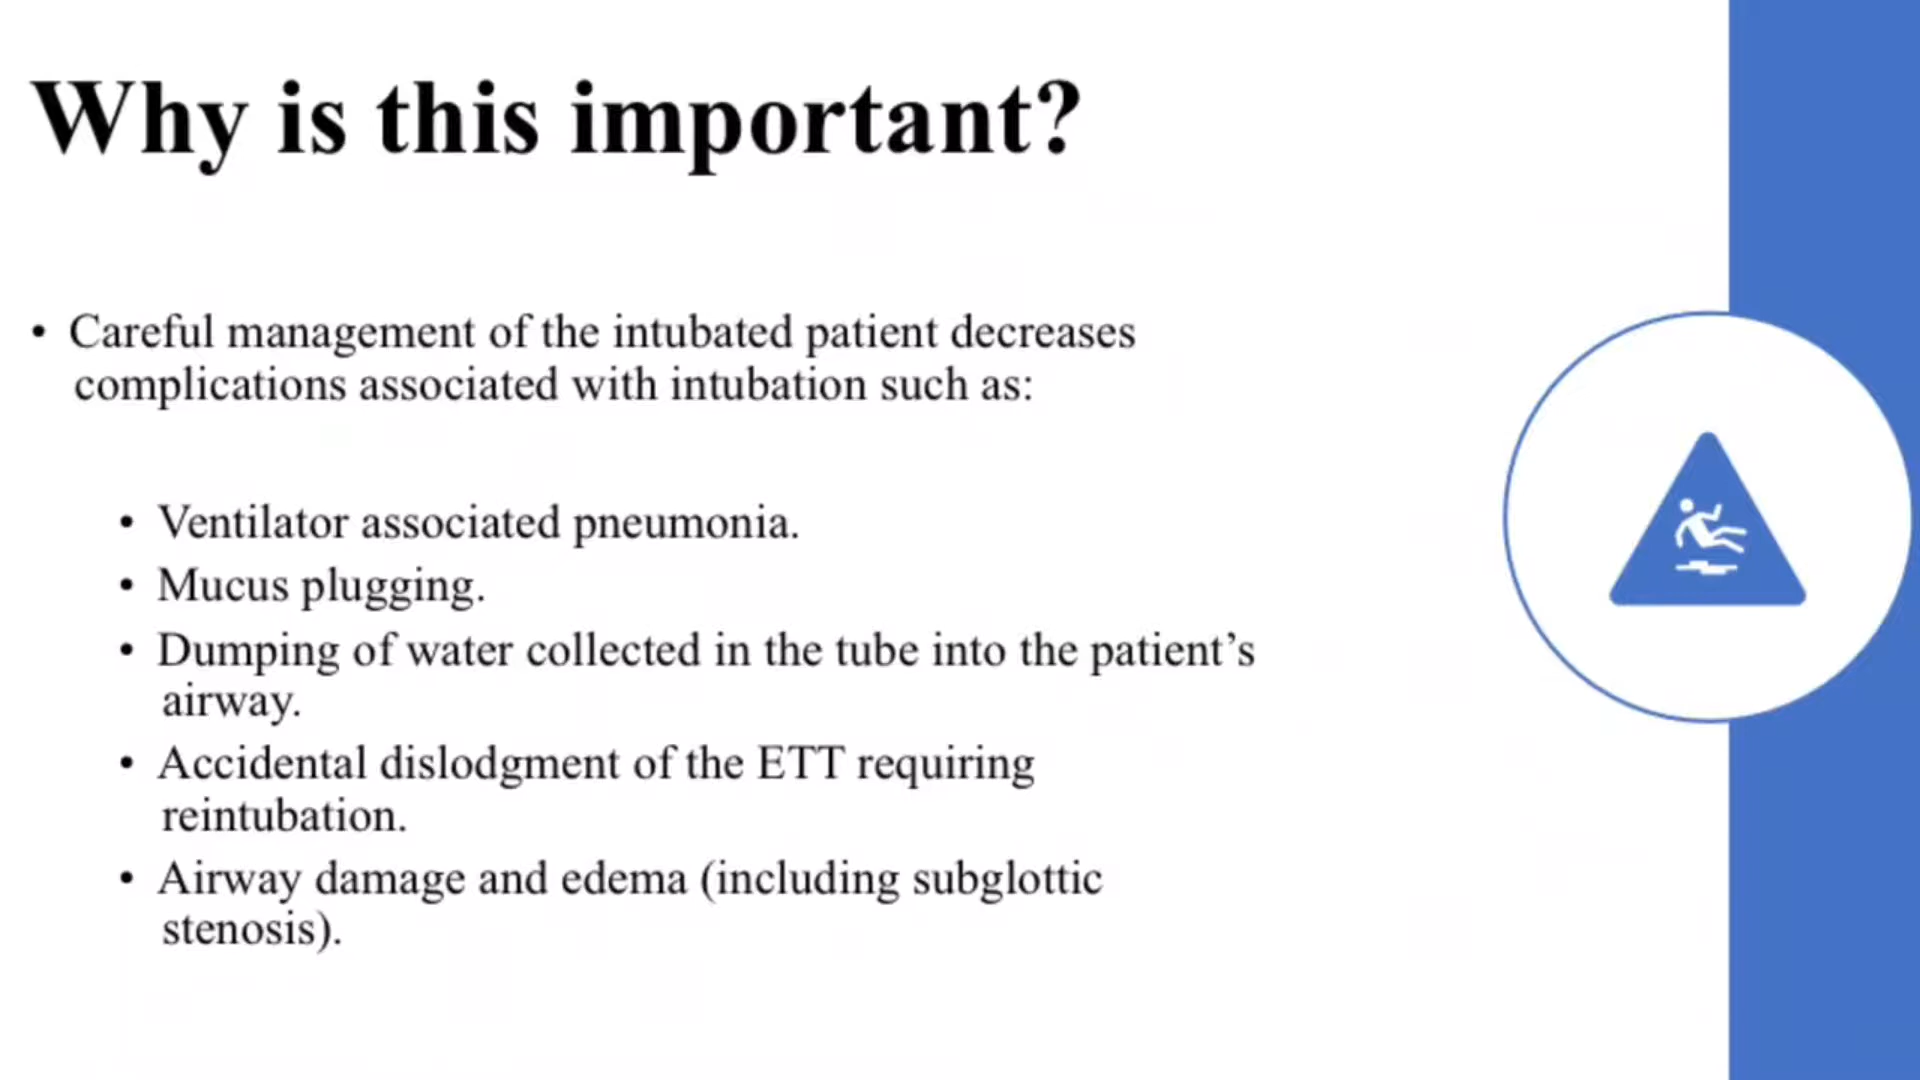 Why is this important?
• Careful management of the intubated patient decreases
complications associated with intubation such as:
• Ventilator associated pneumonia.
• Mucus plugging.
• Dumping of water collected in the tube into the patient’s
airway.
• Accidental dislodgment of the ETT requiring
reintubation.
• Airway damage and edema (including subglottic
stenosis).